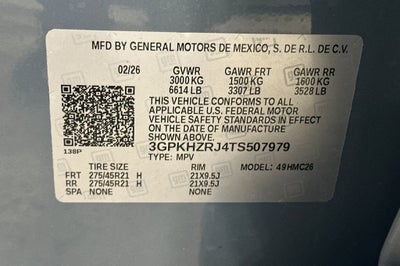 MFD BY GENERAL MOTORS DE MEXICO, S. DE R.L. DE C.V.
02/26 GVWR GAWR FRT GAWR RR
3000 KG 1500 KG 1600 KG
6614 LB 3307 LB 3528 LB
THIS VEHICLE CONFORMS TO ALL
APPLICABLE U.S. FEDERAL MOTOR
VEHICLE SAFETY STANDARDS IN
EFFECT ON THE DATE OF
MANUFACTURE SHOWN ABOVE.
138P
3GPKHZRJ4TS507979
TYPE: MPV
TIRE SIZE RIM MODEL: 49HMC26
FRT 275/45R21 H 21X9.5J
RR 275/45R21 H 21X9.5J
SPA NONE NONE